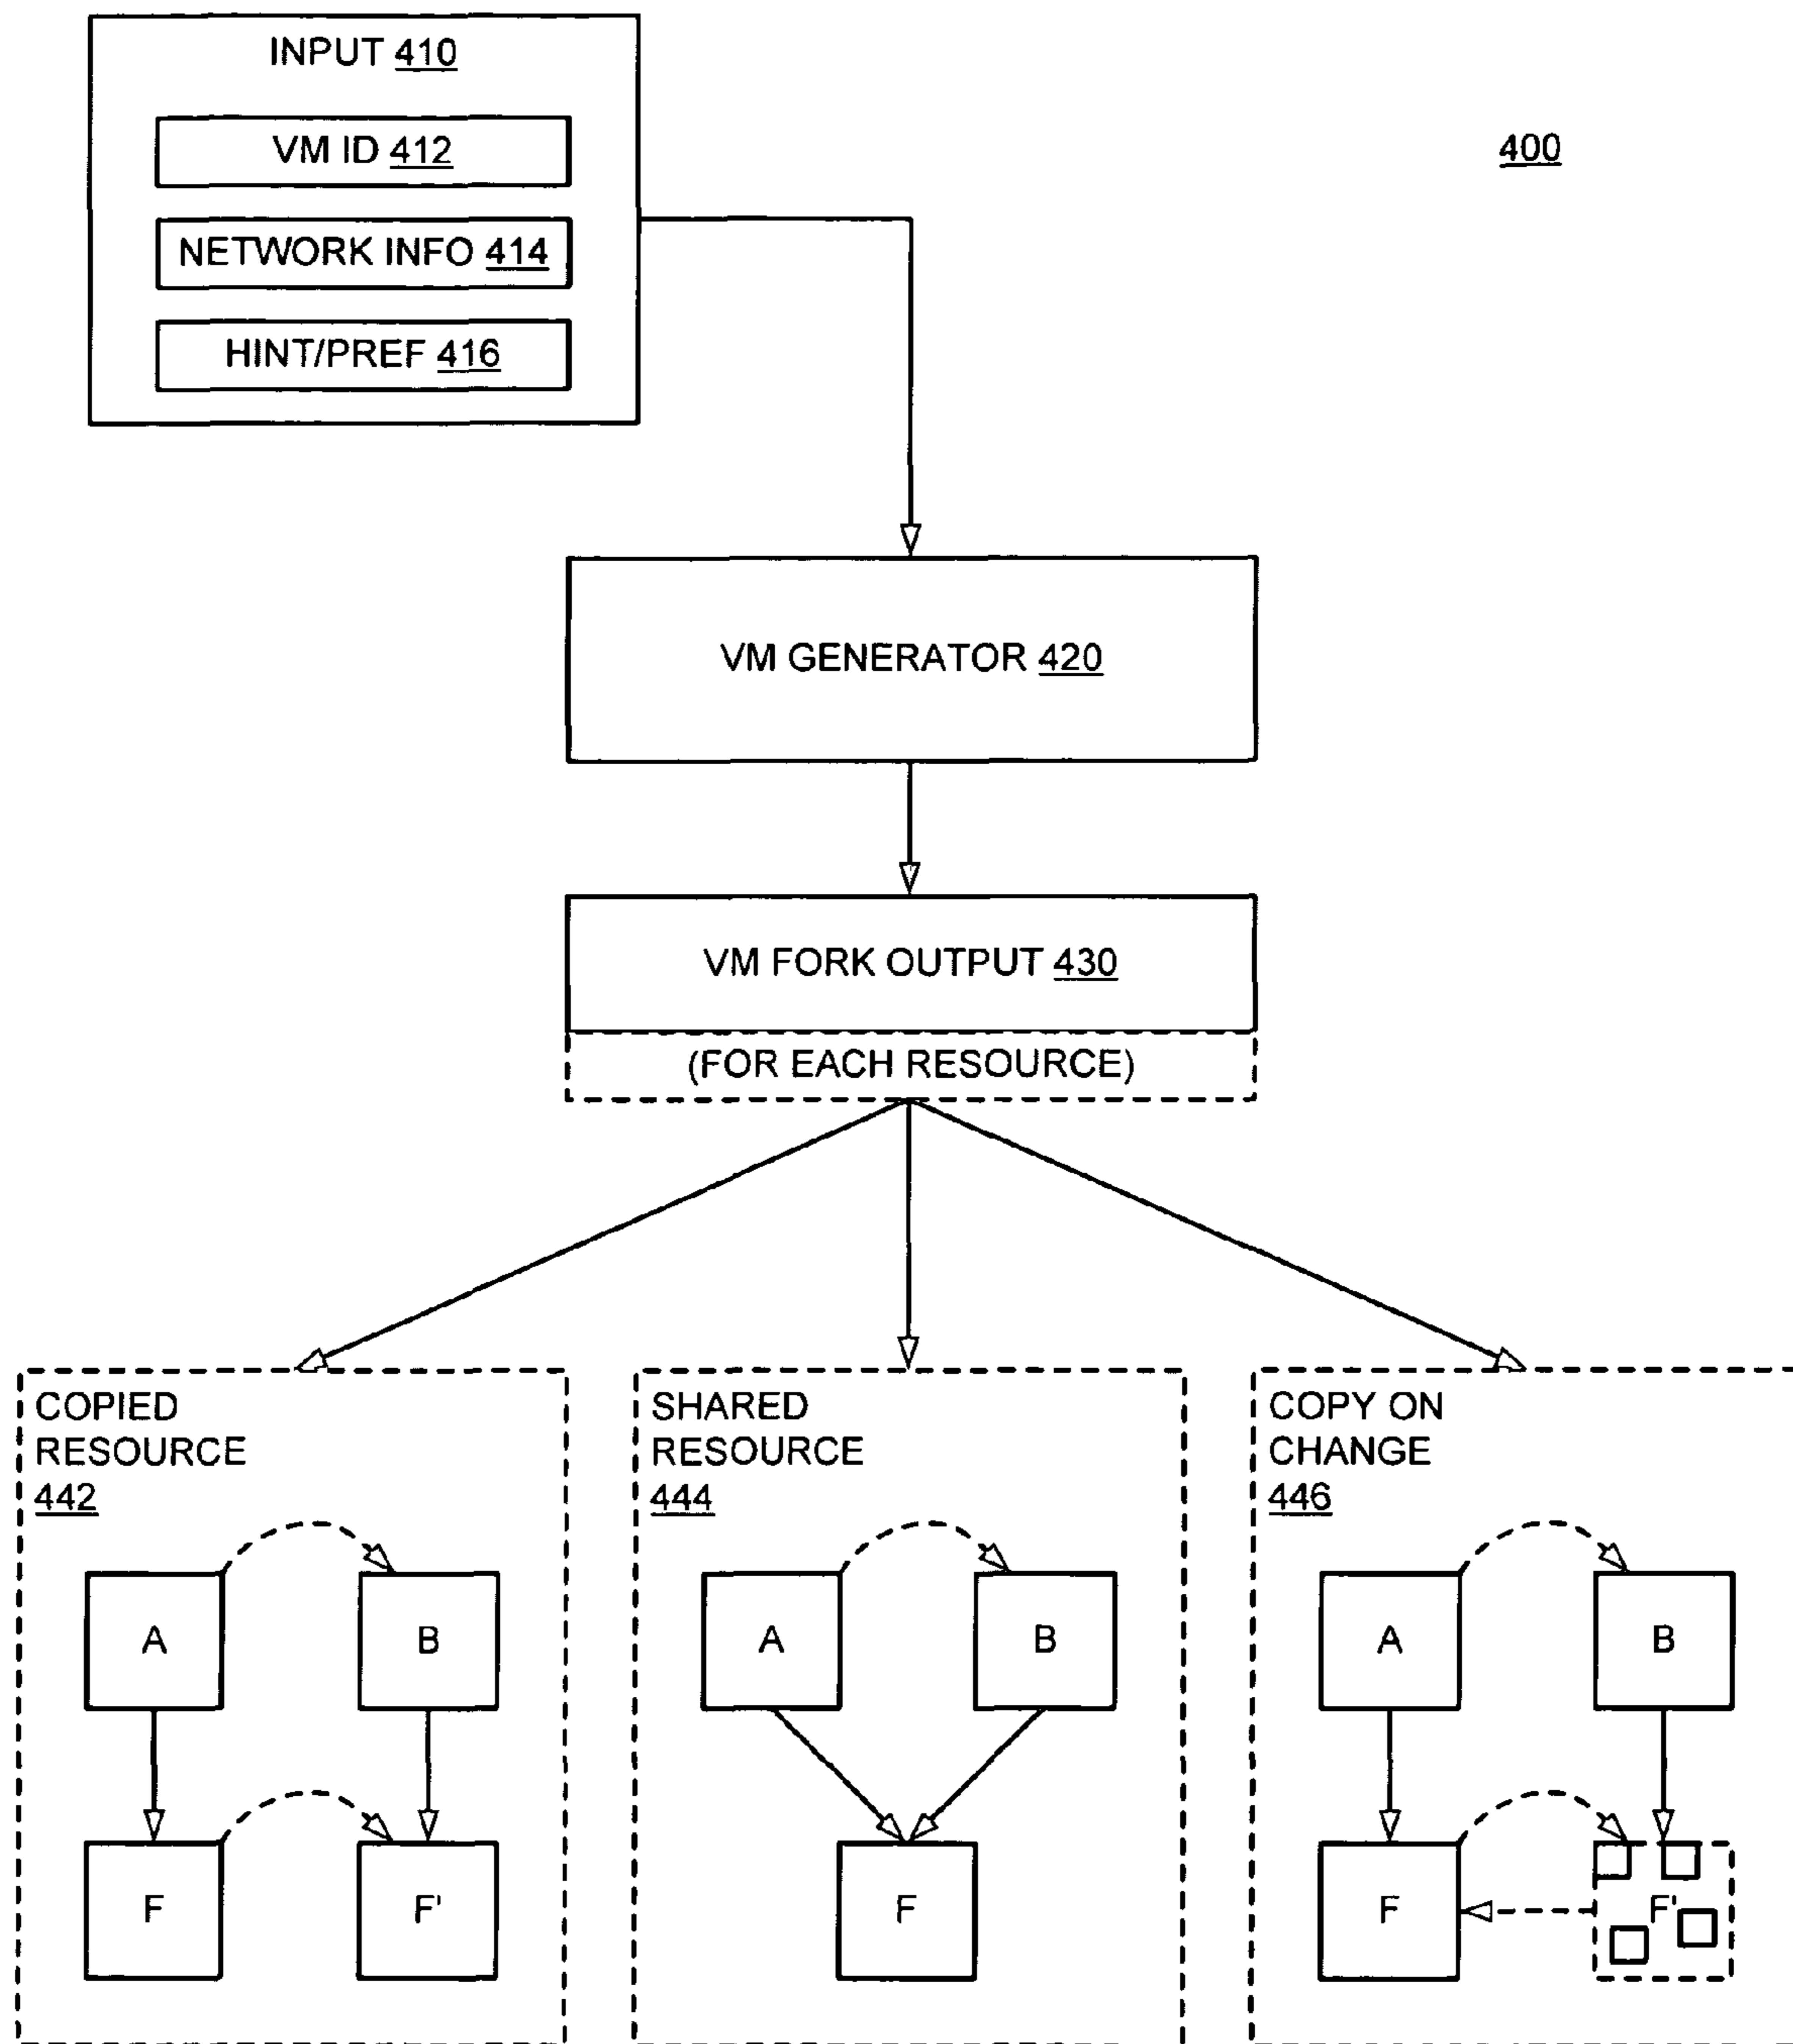 INPUT 410
VM ID 412
NETWORK INFO 414
HINT/PREF 416
400
VM GENERATOR 420
VM FORK OUTPUT 430
(FOR EACH RESOURCE)
COPIED
RESOURCE
442
A
B
F
F'
SHARED
RESOURCE
444
A
B
F
COPY ON
CHANGE
446
A
B
F
F'